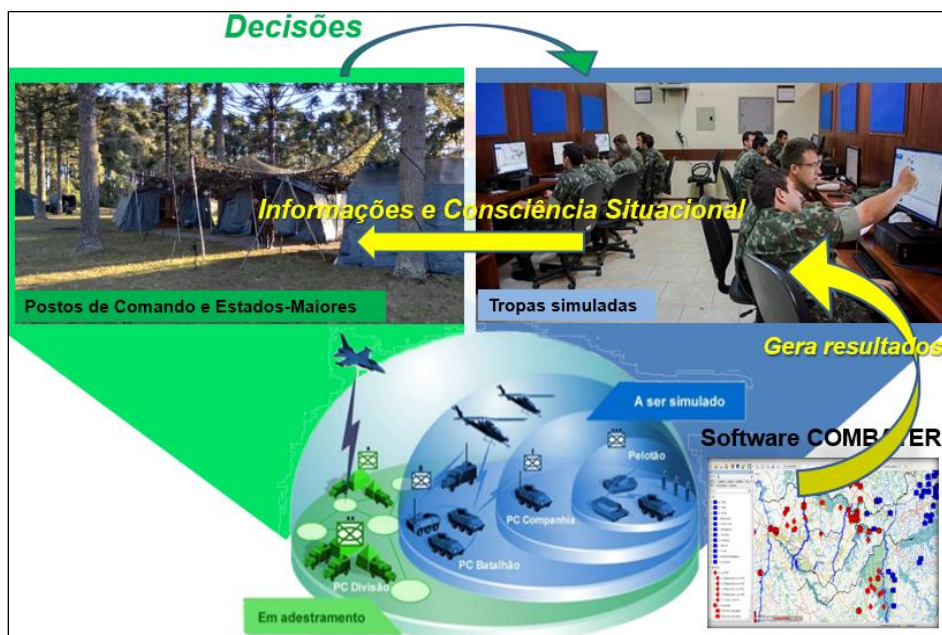 Decisões
Informações e Consciência Situacional
Postos de Comando e Estados-Maiores
Tropas simuladas
Gera resultados
A ser simulado
Software COMBATER
Pelotão
PC Companhia
PC Batalhão
PC Divisão
Em adestramento